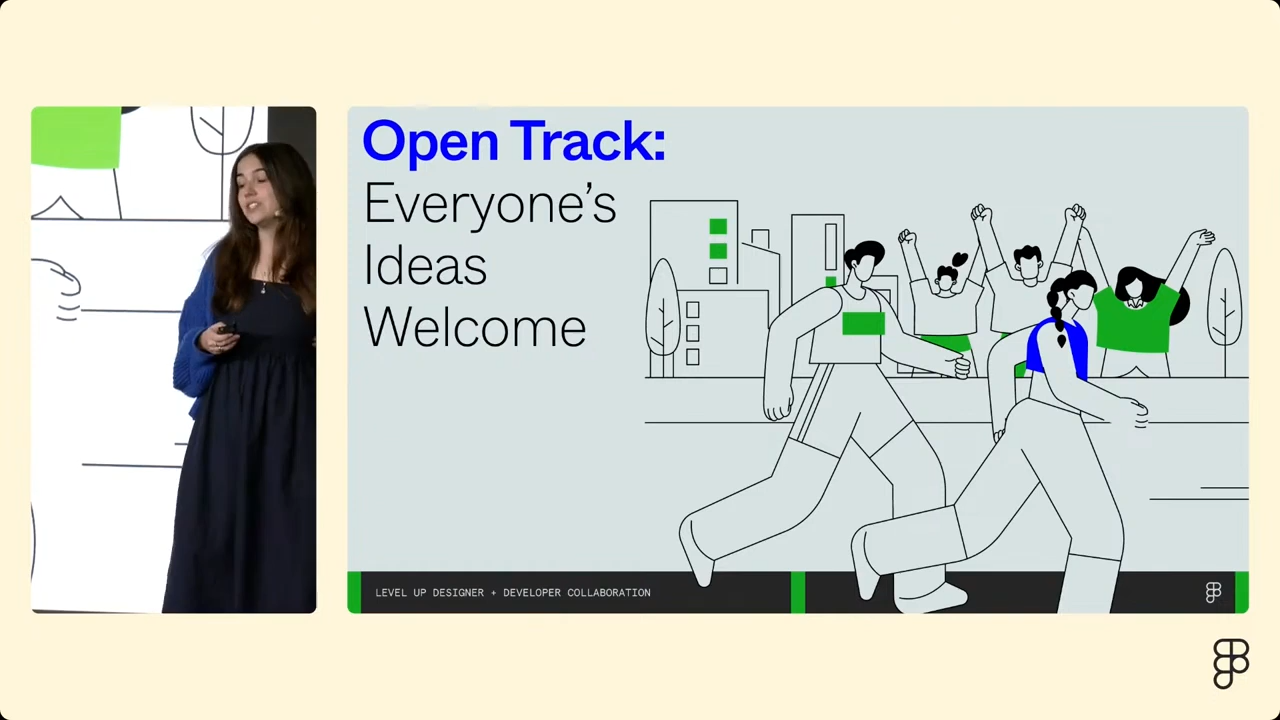 Open Track:
Everyone’s
Ideas
Welcome
LEVEL UP DESIGNER + DEVELOPER COLLABORATION